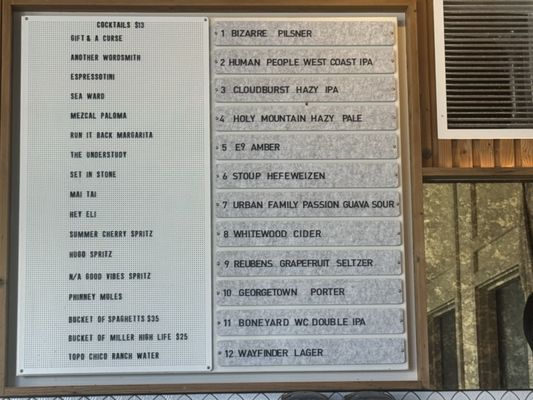 COCKTAILS $13
GIFT & A CURSE
ANOTHER WORDSMITH
ESPRESSOTINI
SEA WARD
MEZCAL PALOMA
RUN IT BACK MARGARITA
THE UNDERSTUDY
SET IN STONE
MAI TAI
HEY ELI
SUMMER CHERRY SPRITZ
HUGO SPRITZ
N/A GOOD VIBES SPRITZ
PHINNEY MULES
BUCKET OF SPAGHETTS $35
BUCKET OF MILLER HIGH LIFE $25
TOPO CHICO RANCH WATER
1 BIZARRE PILSNER
2 HUMAN PEOPLE WEST COAST IPA
3 CLOUDBURST HAZY IPA
4 HOLY MOUNTAIN HAZY PALE
5 E9 AMBER
6 STOUP HEFEWEIZEN
7 URBAN FAMILY PASSION GUAVA SOUR
8 WHITEWOOD CIDER
9 REUBENS GRAPEFRUIT SELTZER
10 GEORGETOWN PORTER
11 BONEYARD WC DOUBLE IPA
12 WAYFINDER LAGER